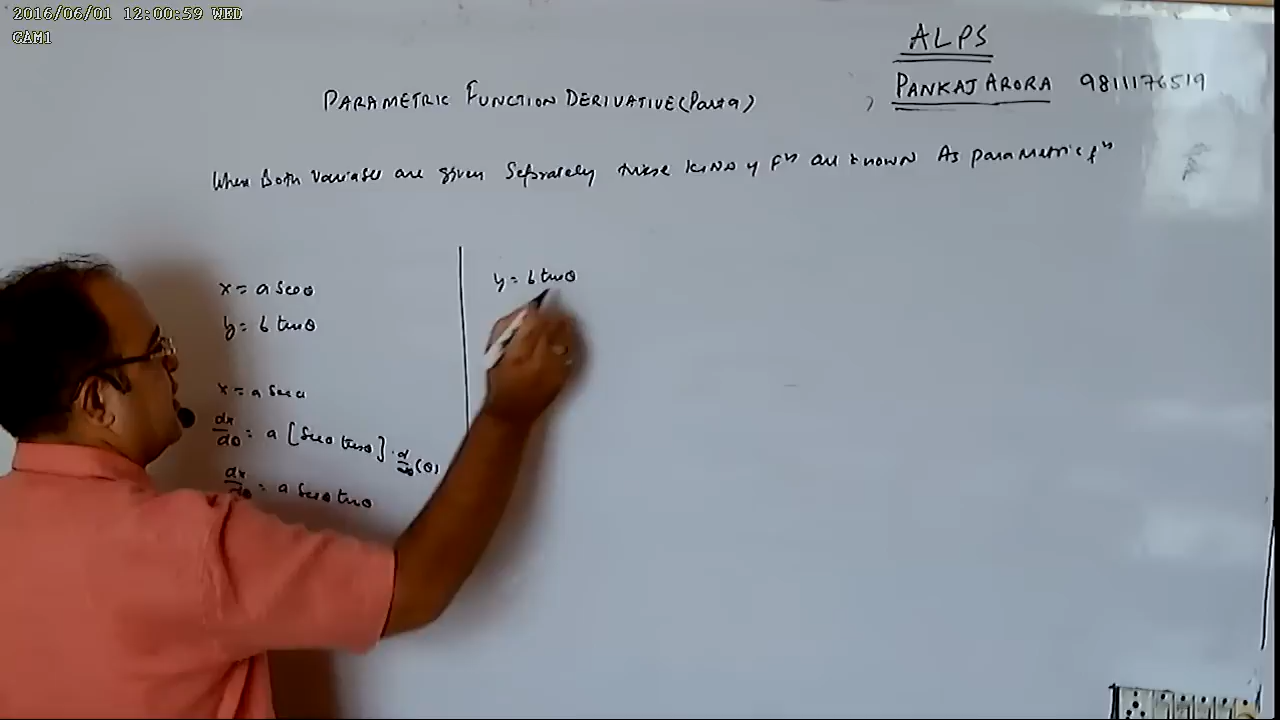 2016/06/01 12:00:59 WED
CAM1
ALPS
PANKAJ ARORA 9811176519
PARAMETRIC FUNCTION DERIVATIVE (Part 9)
When Both Variables are given Seprately these KIND of Fⁿ are known As parametric fⁿ
x = a secθ
y = b tanθ
x = a sec
dx/dθ = a [secθ tanθ] · d/dθ (θ)
dx/dθ = a secθ tanθ
y = b tanθ